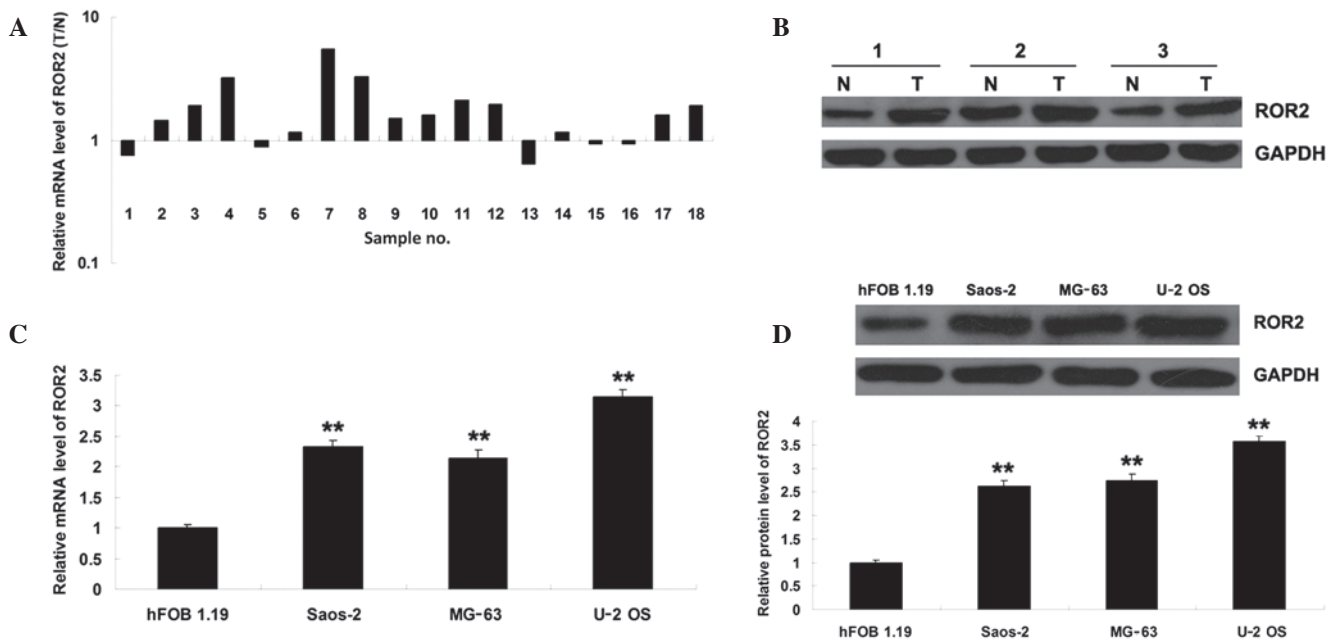 A
Relative mRNA level of ROR2 (T/N)
10
1
0.1
1 2 3 4 5 6 7 8 9 10 11 12 13 14 15 16 17 18
Sample no.
B
1 2 3
N T N T N T
ROR2
GAPDH
C
Relative mRNA level of ROR2
3.5
3
2.5
2
1.5
1
0.5
0
** ** **
hFOB 1.19 Saos-2 MG-63 U-2 OS
D
hFOB 1.19 Saos-2 MG-63 U-2 OS
ROR2
GAPDH
Relative protein level of ROR2
4
3.5
3
2.5
2
1.5
1
0.5
0
** ** **
hFOB 1.19 Saos-2 MG-63 U-2 OS